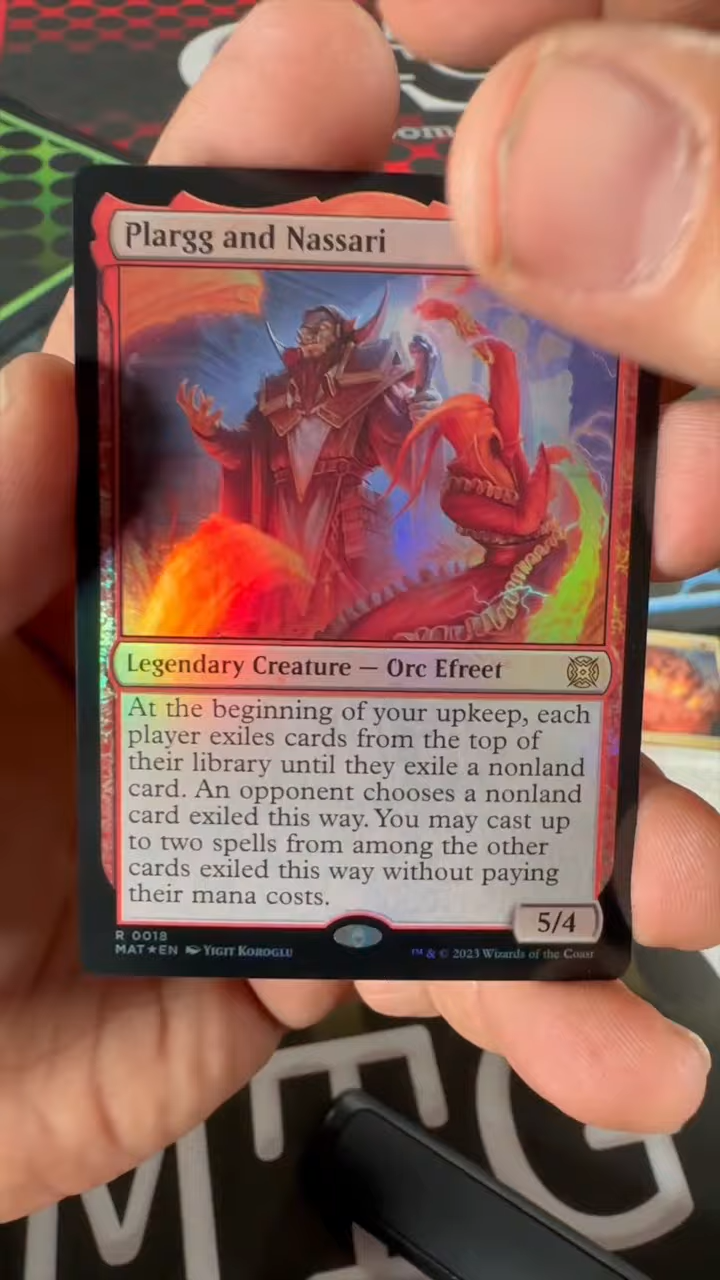 om
Plargg and Nassari
Legendary Creature — Orc Efreet
At the beginning of your upkeep, each
player exiles cards from the top of
their library until they exile a nonland
card. An opponent chooses a nonland
card exiled this way. You may cast up
to two spells from among the other
cards exiled this way without paying
their mana costs.
5/4
R 0018
MAT★EN YIGIT KOROGLU
™ & © 2023 Wizards of the Coast
MTG